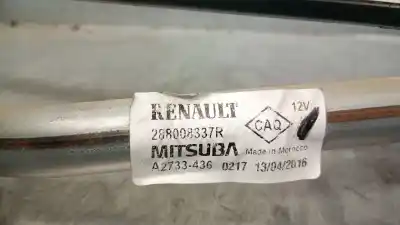 RENAULT
288008337R
CAQ
12V
MITSUBA
Made in Morocco
A2733-436 0217 13/04/2016